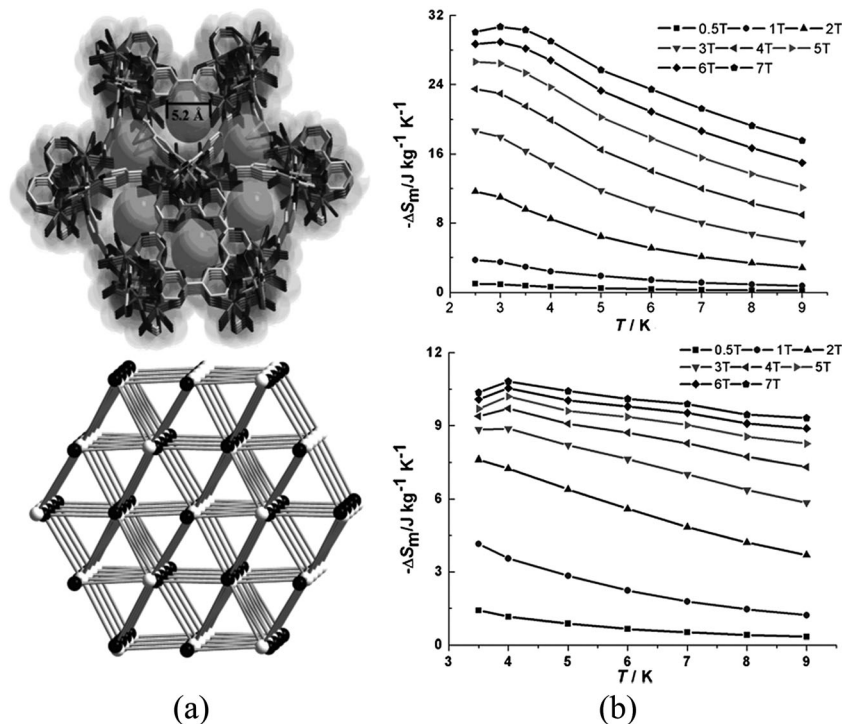 5.2 Å
32
24
16
8
0
-ΔSm/J kg-1 K-1
0.5T 1T 2T
3T 4T 5T
6T 7T
2 3 4 5 6 7 8 9
T / K
12
9
6
3
0
-ΔSm/J kg-1 K-1
0.5T 1T 2T
3T 4T 5T
6T 7T
3 4 5 6 7 8 9
T / K
(a) (b)